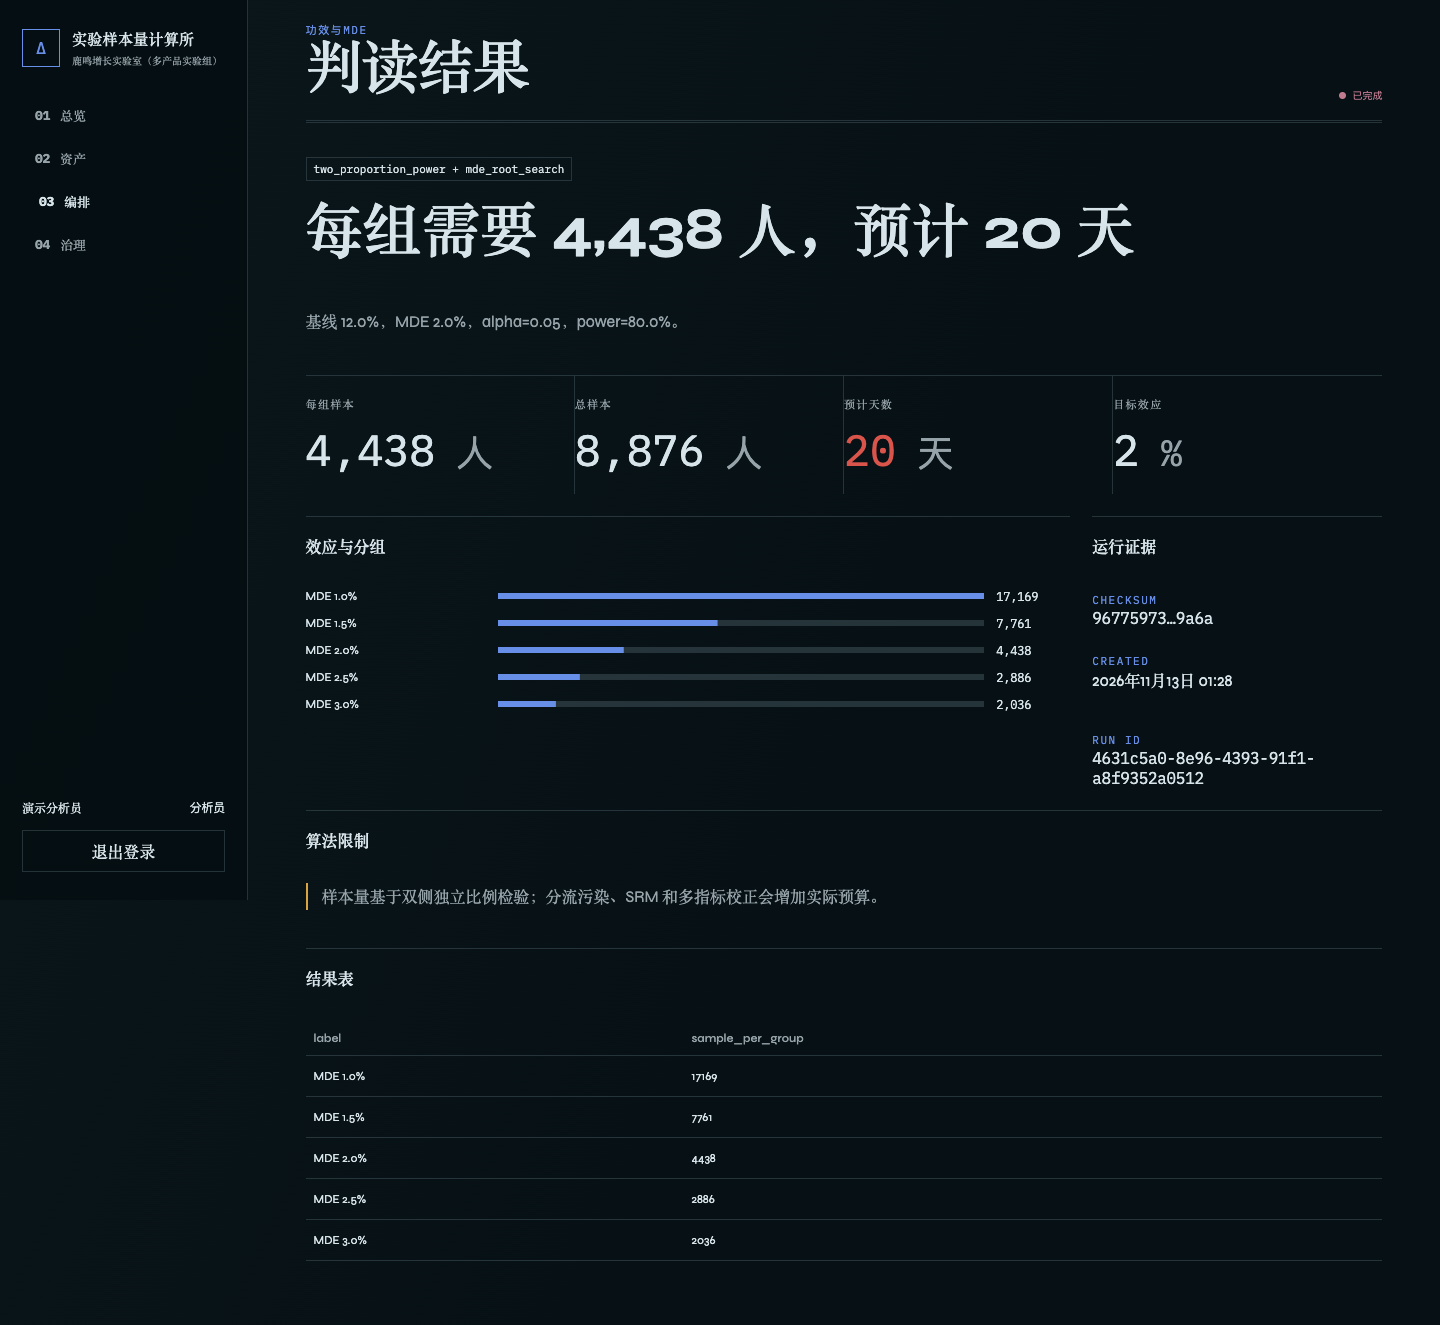 Δ
实验样本量计算所
鹿鸣增长实验室（多产品实验组）
01 总览
02 资产
03 编排
04 治理
演示分析员 分析员
退出登录
功效与MDE
判读结果
已完成
two_proportion_power + mde_root_search
每组需要 4,438 人，预计 20 天
基线 12.0%，MDE 2.0%，alpha=0.05，power=80.0%。
每组样本 总样本 预计天数 目标效应
4,438 人 8,876 人 20 天 2 %
效应与分组
MDE 1.0% 17,169
MDE 1.5% 7,761
MDE 2.0% 4,438
MDE 2.5% 2,886
MDE 3.0% 2,036
运行证据
CHECKSUM
96775973…9a6a
CREATED
2026年11月13日 01:28
RUN ID
4631c5a0-8e96-4393-91f1-
a8f9352a0512
算法限制
样本量基于双侧独立比例检验；分流污染、SRM 和多指标校正会增加实际预算。
结果表
label sample_per_group
MDE 1.0% 17169
MDE 1.5% 7761
MDE 2.0% 4438
MDE 2.5% 2886
MDE 3.0% 2036